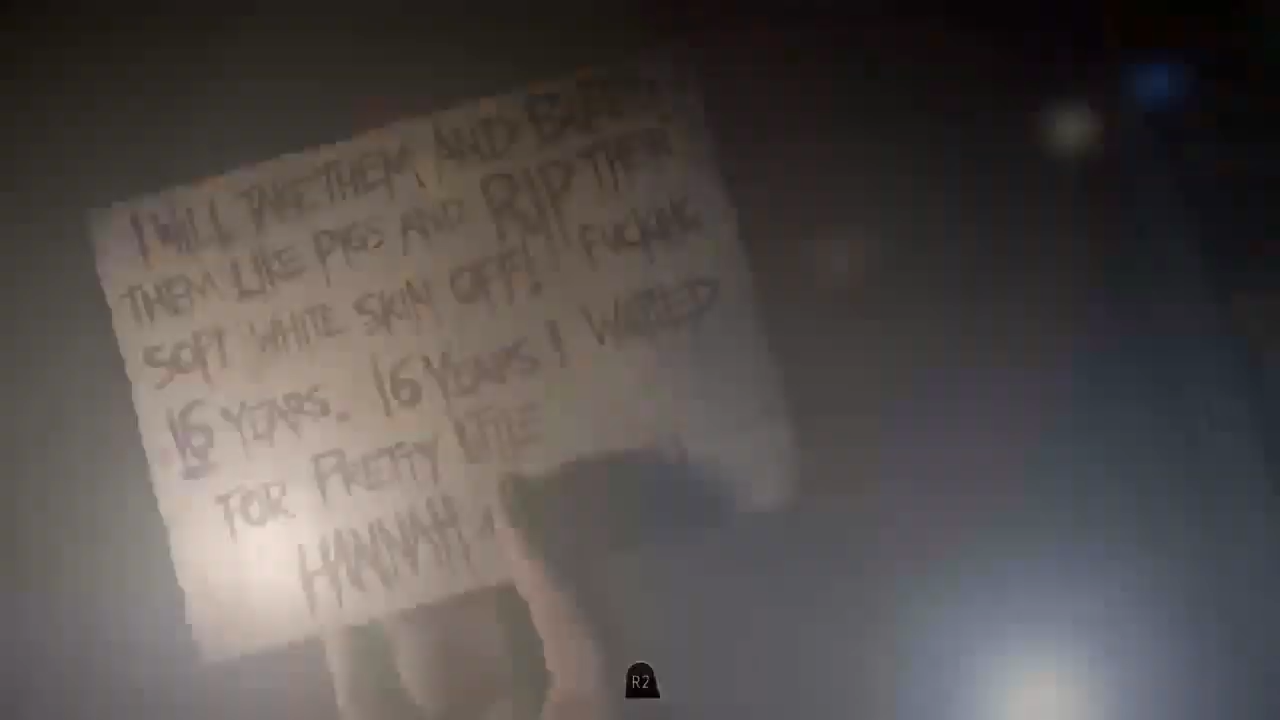 I WILL TAKE THEM AND
THEM LIKE PIGS AND RIP THEIR
SOFT WHITE SKIN OFF! FUCKING
16 YEARS. 16 YEARS I WAITED
FOR PRETTY LITTLE
HANNAH
R2